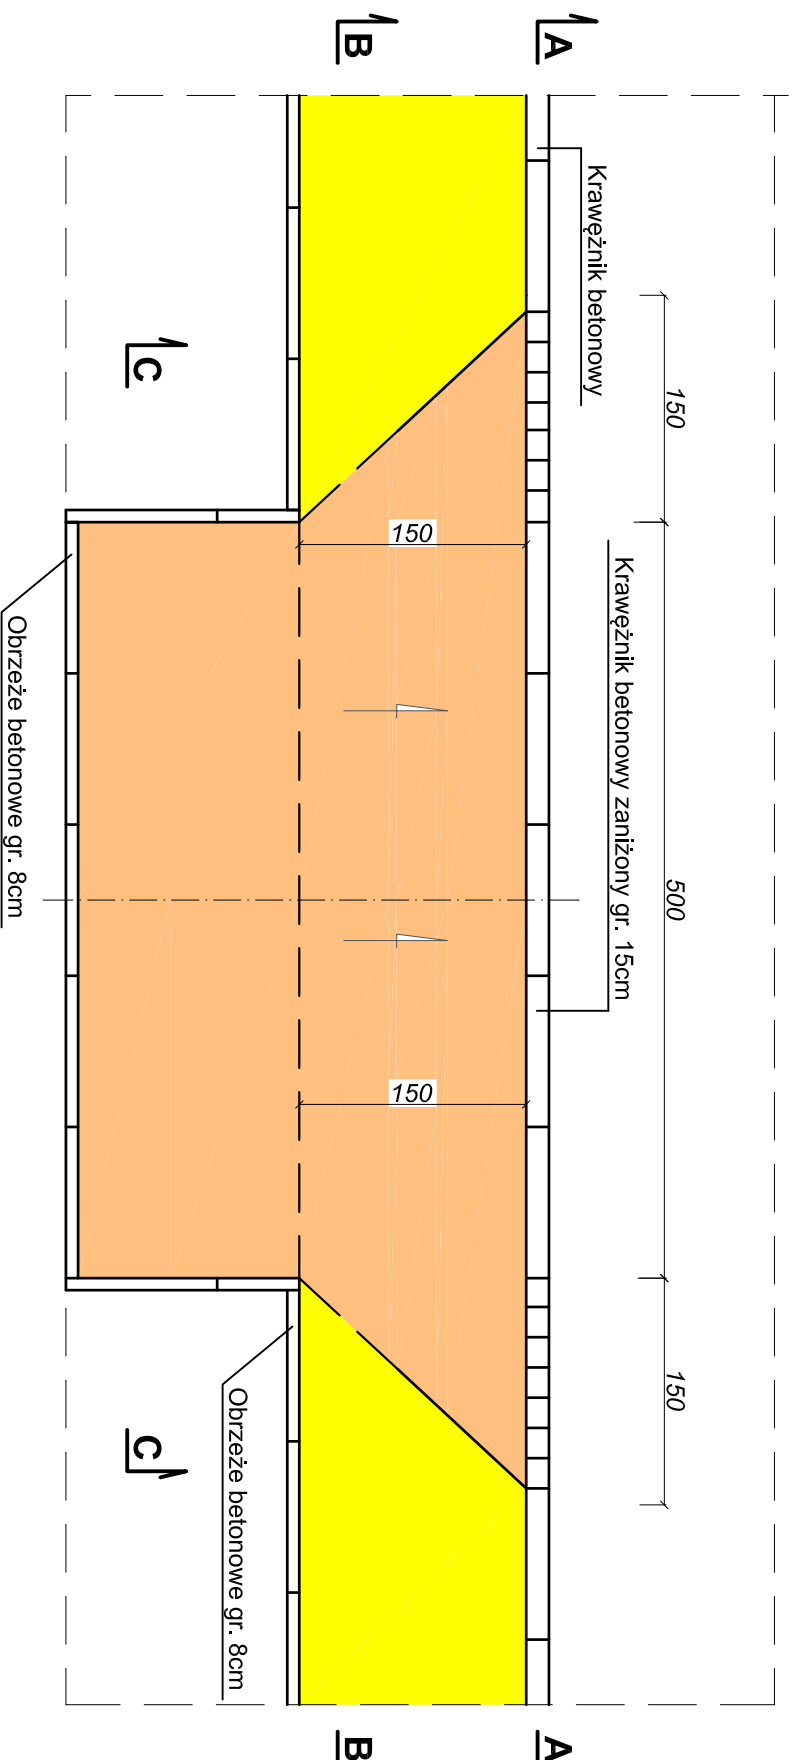 A
A
B
B
C
C
Krawężnik betonowy
Krawężnik betonowy zaniżony gr. 15cm
150
500
150
150
150
Obrzeże betonowe gr. 8cm
Obrzeże betonowe gr. 8cm